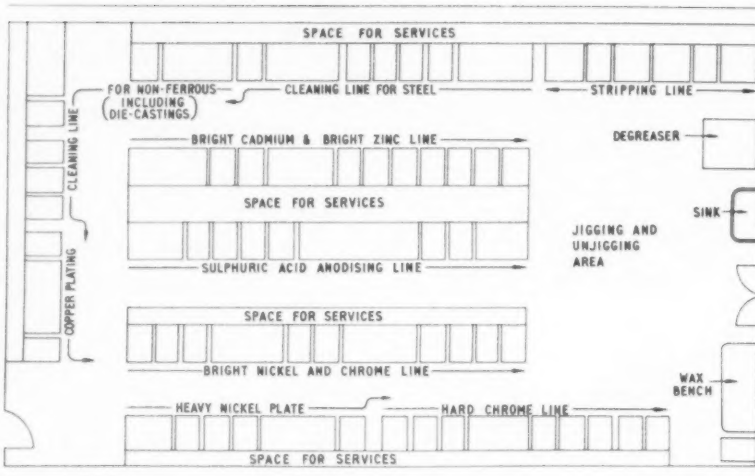 SPACE FOR SERVICES
FOR NON-FERROUS
(INCLUDING
DIE-CASTINGS)
CLEANING LINE FOR STEEL
STRIPPING LINE
CLEANING LINE
BRIGHT CADMIUM & BRIGHT ZINC LINE
DEGREASER
SPACE FOR SERVICES
SINK
JIGGING AND
UNJIGGING
AREA
SULPHURIC ACID ANODISING LINE
COPPER PLATING
SPACE FOR SERVICES
BRIGHT NICKEL AND CHROME LINE
WAX
BENCH
HEAVY NICKEL PLATE
HARD CHROME LINE
SPACE FOR SERVICES